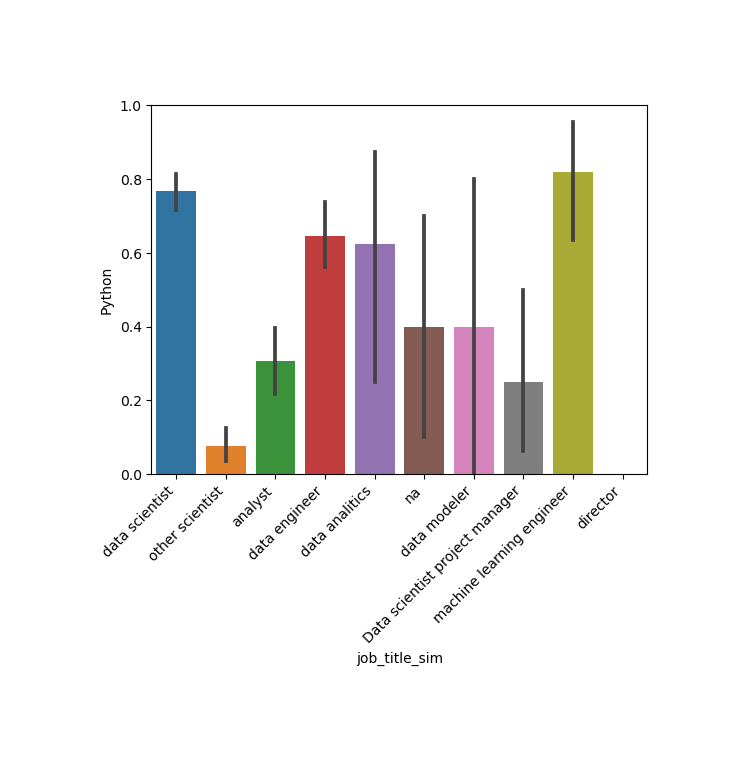 1.0
0.8
0.6
0.4
0.2
0.0
Python
data scientist
other scientist
analyst
data engineer
data analitics
na
data modeler
Data scientist project manager
machine learning engineer
director
job_title_sim